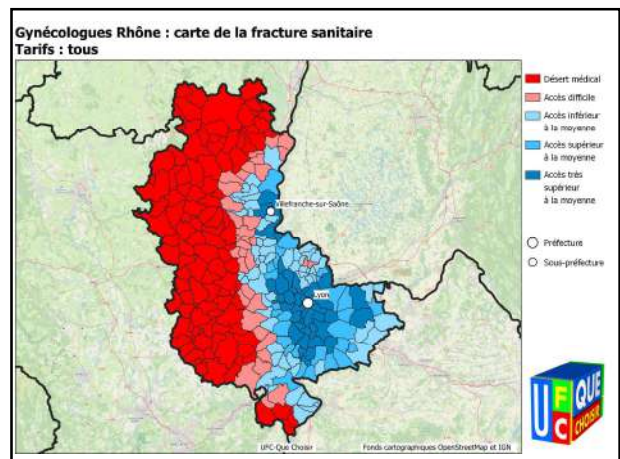 Gynécologues Rhône : carte de la fracture sanitaire
Tarifs : tous
Désert médical
Accès difficile
Accès inférieur
à la moyenne
Accès supérieur
à la moyenne
Accès très
supérieur
à la moyenne
Préfecture
Sous-préfecture
Villefranche-sur-Saône
Lyon
UFC-Que Choisir
Fonds cartographiques OpenStreetMap et IGN
UFC
QUE
CHOISIR